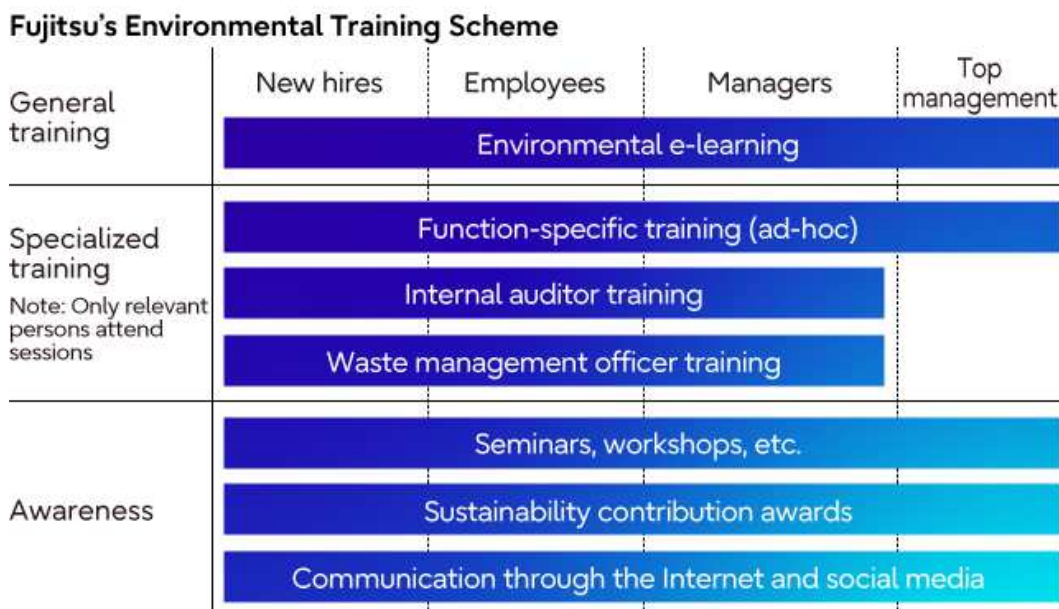 Fujitsu's Environmental Training Scheme
New hires
Employees
Managers
Top
management
General
training
Environmental e-learning
Specialized
training
Note: Only relevant
persons attend
sessions
Function-specific training (ad-hoc)
Internal auditor training
Waste management officer training
Awareness
Seminars, workshops, etc.
Sustainability contribution awards
Communication through the Internet and social media